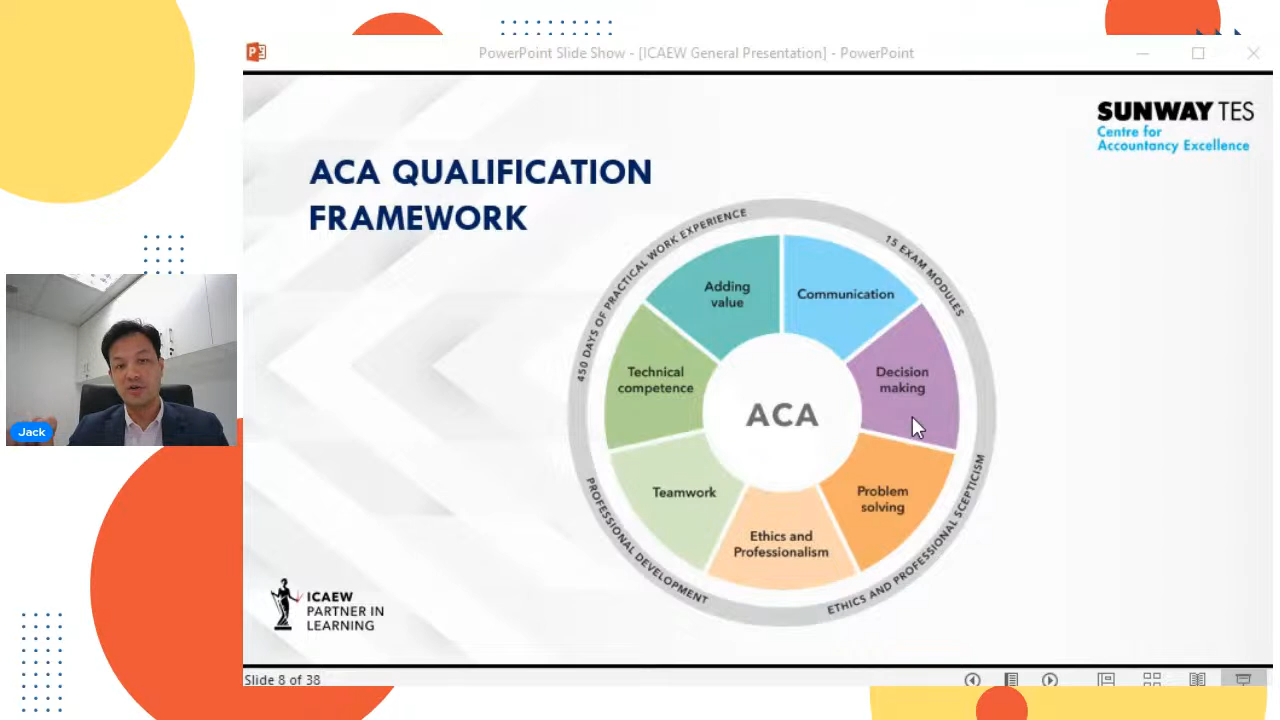 PowerPoint Slide Show - [ICAEW General Presentation] - PowerPoint
SUNWAY TES
Centre for
Accountancy Excellence
ACA QUALIFICATION
FRAMEWORK
450 DAYS OF PRACTICAL WORK EXPERIENCE
15 EXAM MODULES
Adding
value
Communication
Technical
competence
Decision
making
ACA
Teamwork
Problem
solving
Ethics and
Professionalism
PROFESSIONAL DEVELOPMENT
ETHICS AND PROFESSIONAL SCEPTICISM
Jack
ICAEW
PARTNER IN
LEARNING
Slide 8 of 38